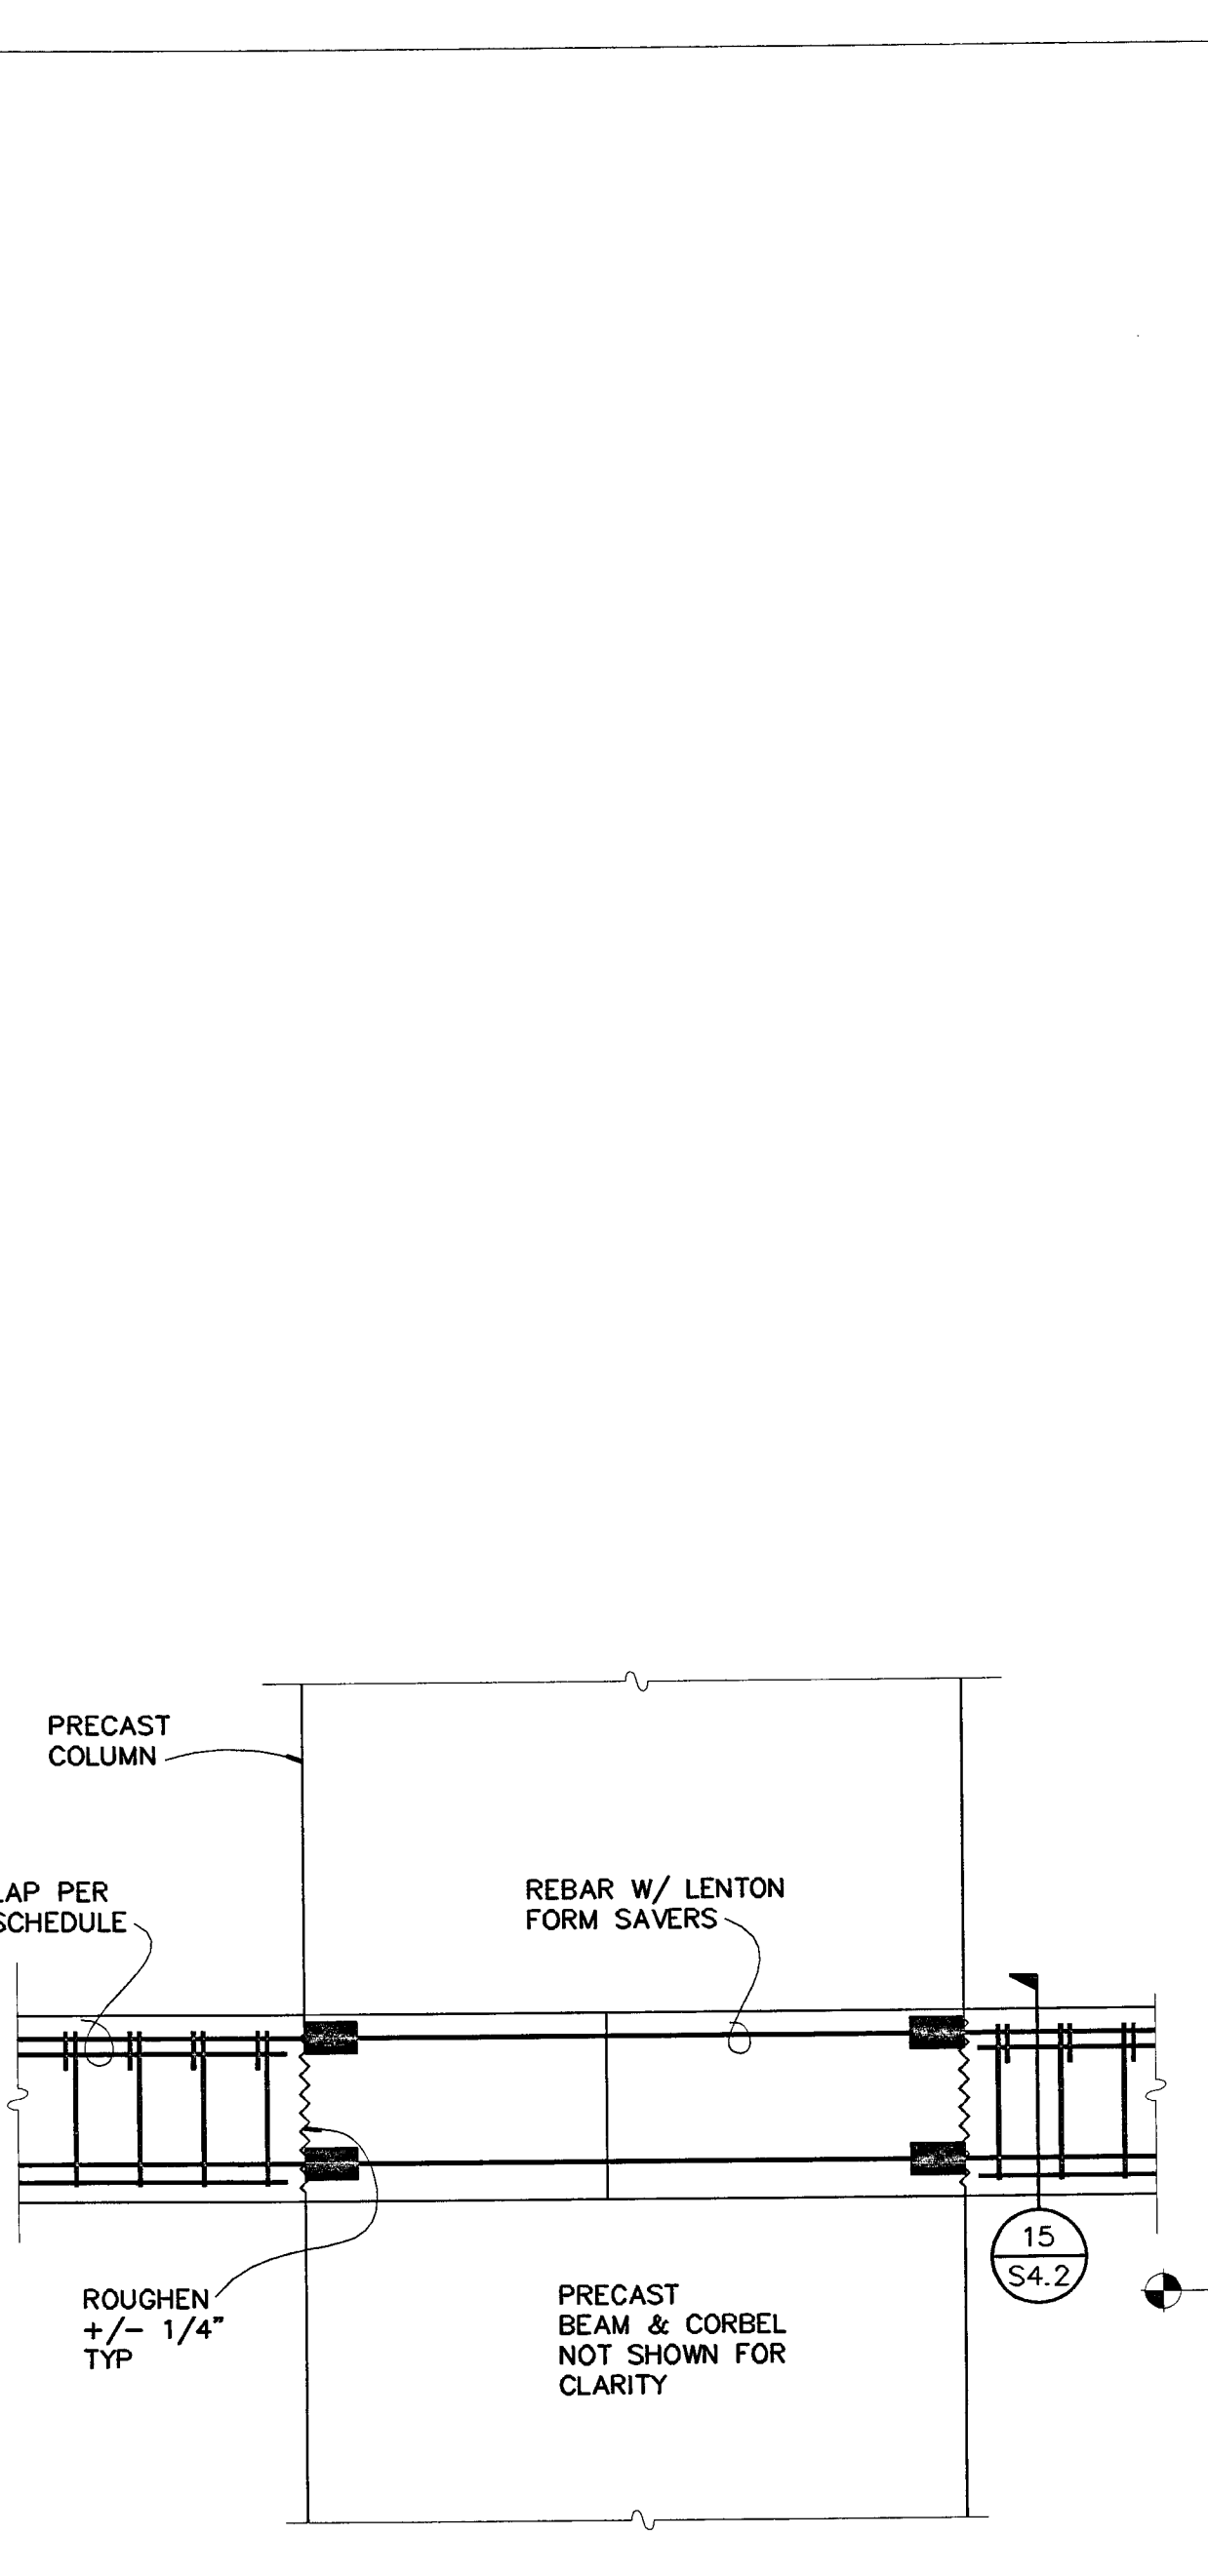 PRECAST
COLUMN
LAP PER
SCHEDULE
REBAR W/ LENTON
FORM SAVERS
15
S4.2
ROUGHEN
+/- 1/4"
TYP
PRECAST
BEAM & CORBEL
NOT SHOWN FOR
CLARITY